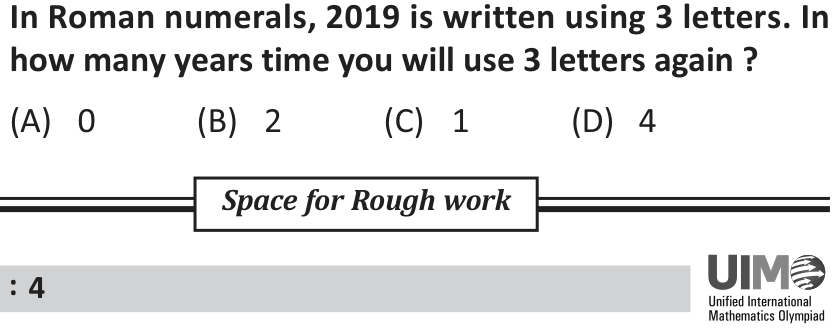 In Roman numerals, 2019 is written using 3 letters. In
how many years time you will use 3 letters again ?
(A) 0 (B) 2 (C) 1 (D) 4
Space for Rough work
: 4
UIMO
Unified International
Mathematics Olympiad